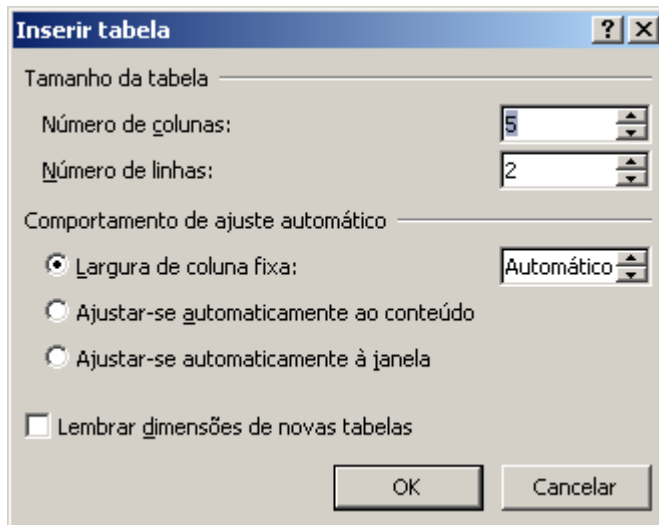 Inserir tabela
Tamanho da tabela
Número de colunas: 5
Número de linhas: 2
Comportamento de ajuste automático
Largura de coluna fixa: Automático
Ajustar-se automaticamente ao conteúdo
Ajustar-se automaticamente à janela
Lembrar dimensões de novas tabelas
OK Cancelar